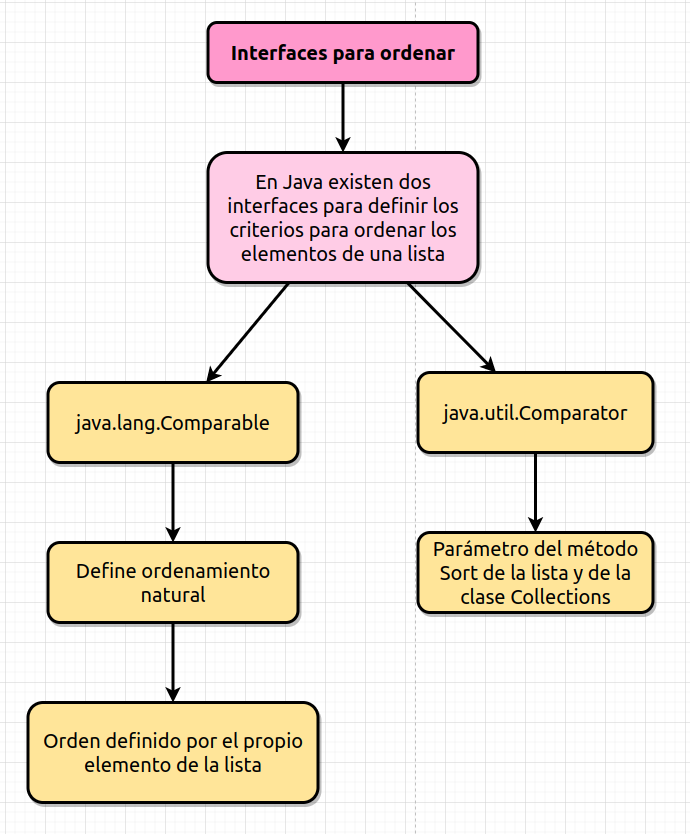 Interfaces para ordenar
En Java existen dos
interfaces para definir los
criterios para ordenar los
elementos de una lista
java.lang.Comparable
java.util.Comparator
Define ordenamiento
natural
Parámetro del método
Sort de la lista y de la
clase Collections
Orden definido por el propio
elemento de la lista